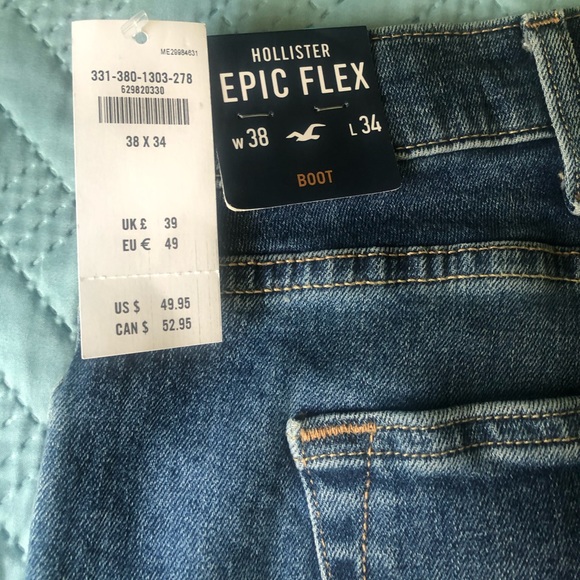 ME20984631
331-380-1303-278
629820330
38 X 34
UK £ 39
EU € 49
US $ 49.95
CAN $ 52.95
HOLLISTER
EPIC FLEX
W 38 L 34
BOOT